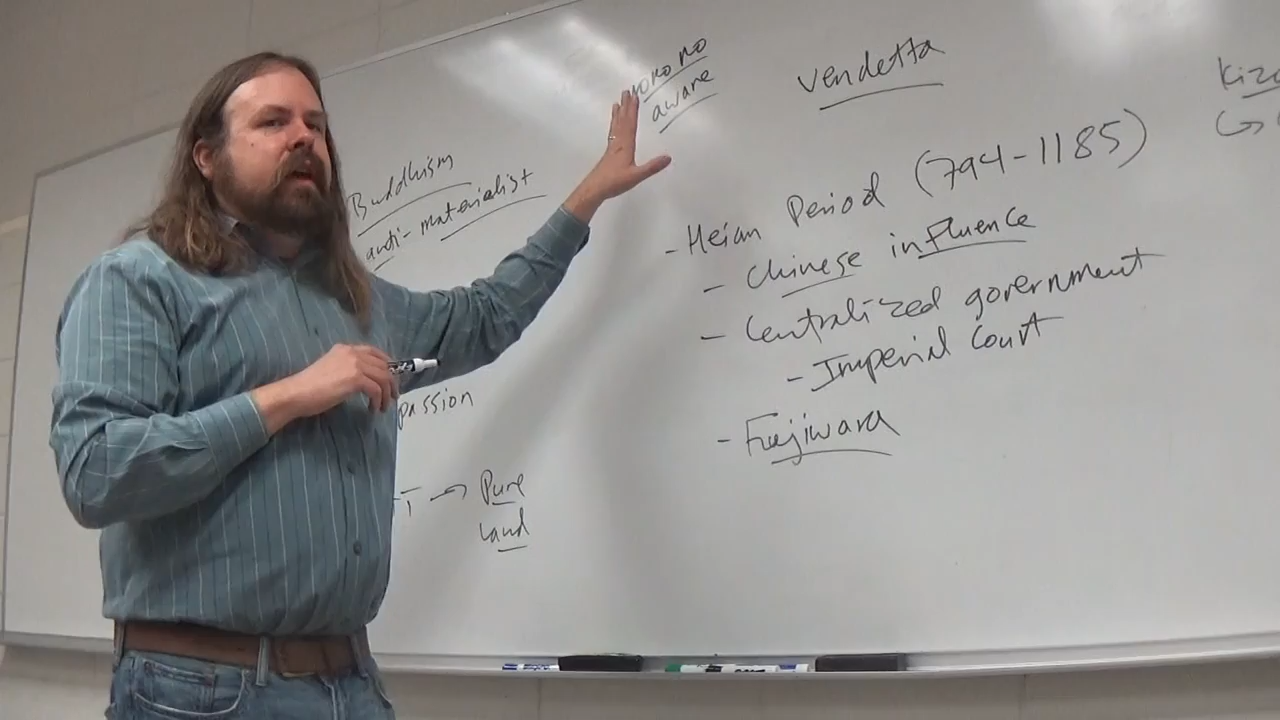 mono no
aware
vendetta
Buddhism
anti-materialist
- Heian Period (794-1185)
- Chinese influence
- Centralized government
- Imperial Court
- Fujiwara
passion
Pure
Land